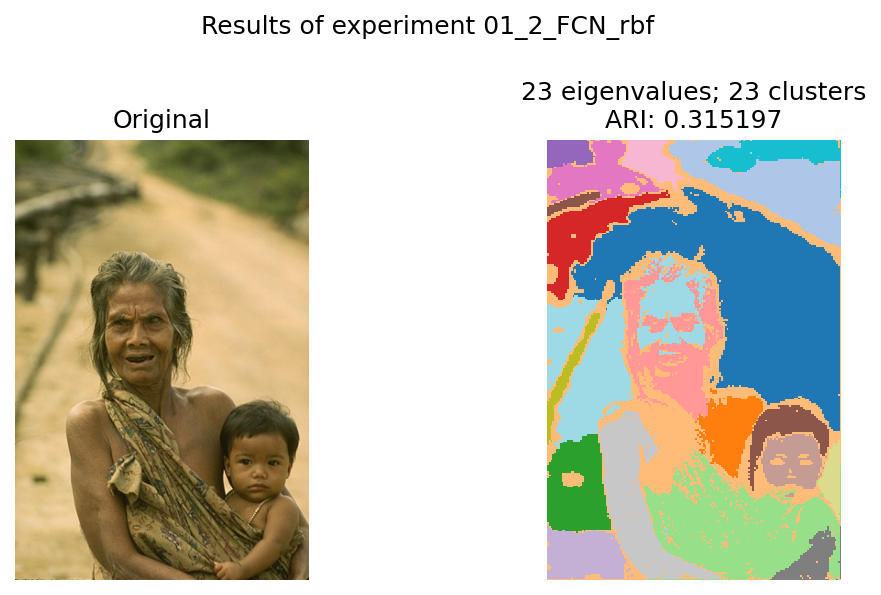 Results of experiment 01_2_FCN_rbf
Original
23 eigenvalues; 23 clusters
ARI: 0.315197